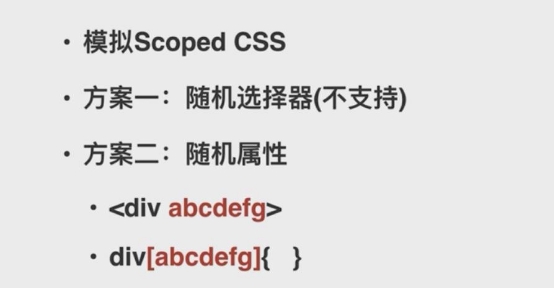 • 模拟Scoped CSS
• 方案一：随机选择器(不支持)
• 方案二：随机属性
• <div abcdefg>
• div[abcdefg]{ }